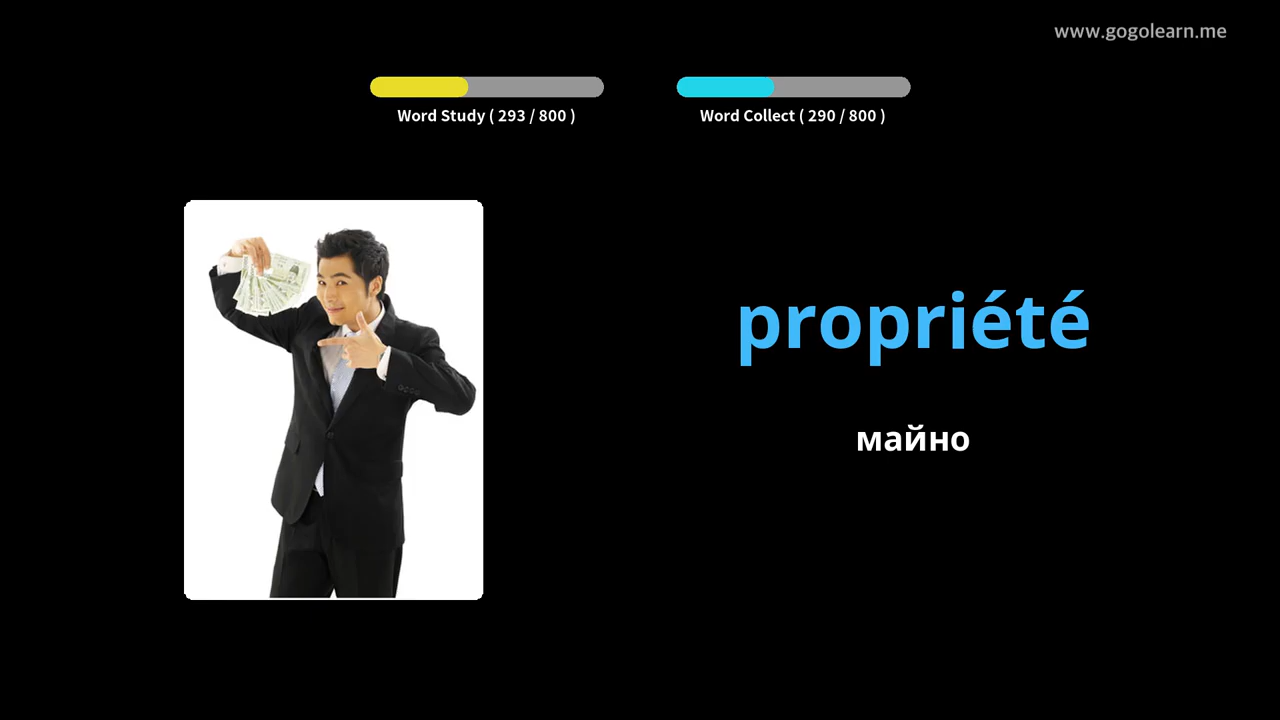 www.gogolearn.me
Word Study ( 293 / 800 )
Word Collect ( 290 / 800 )
propriété
майно